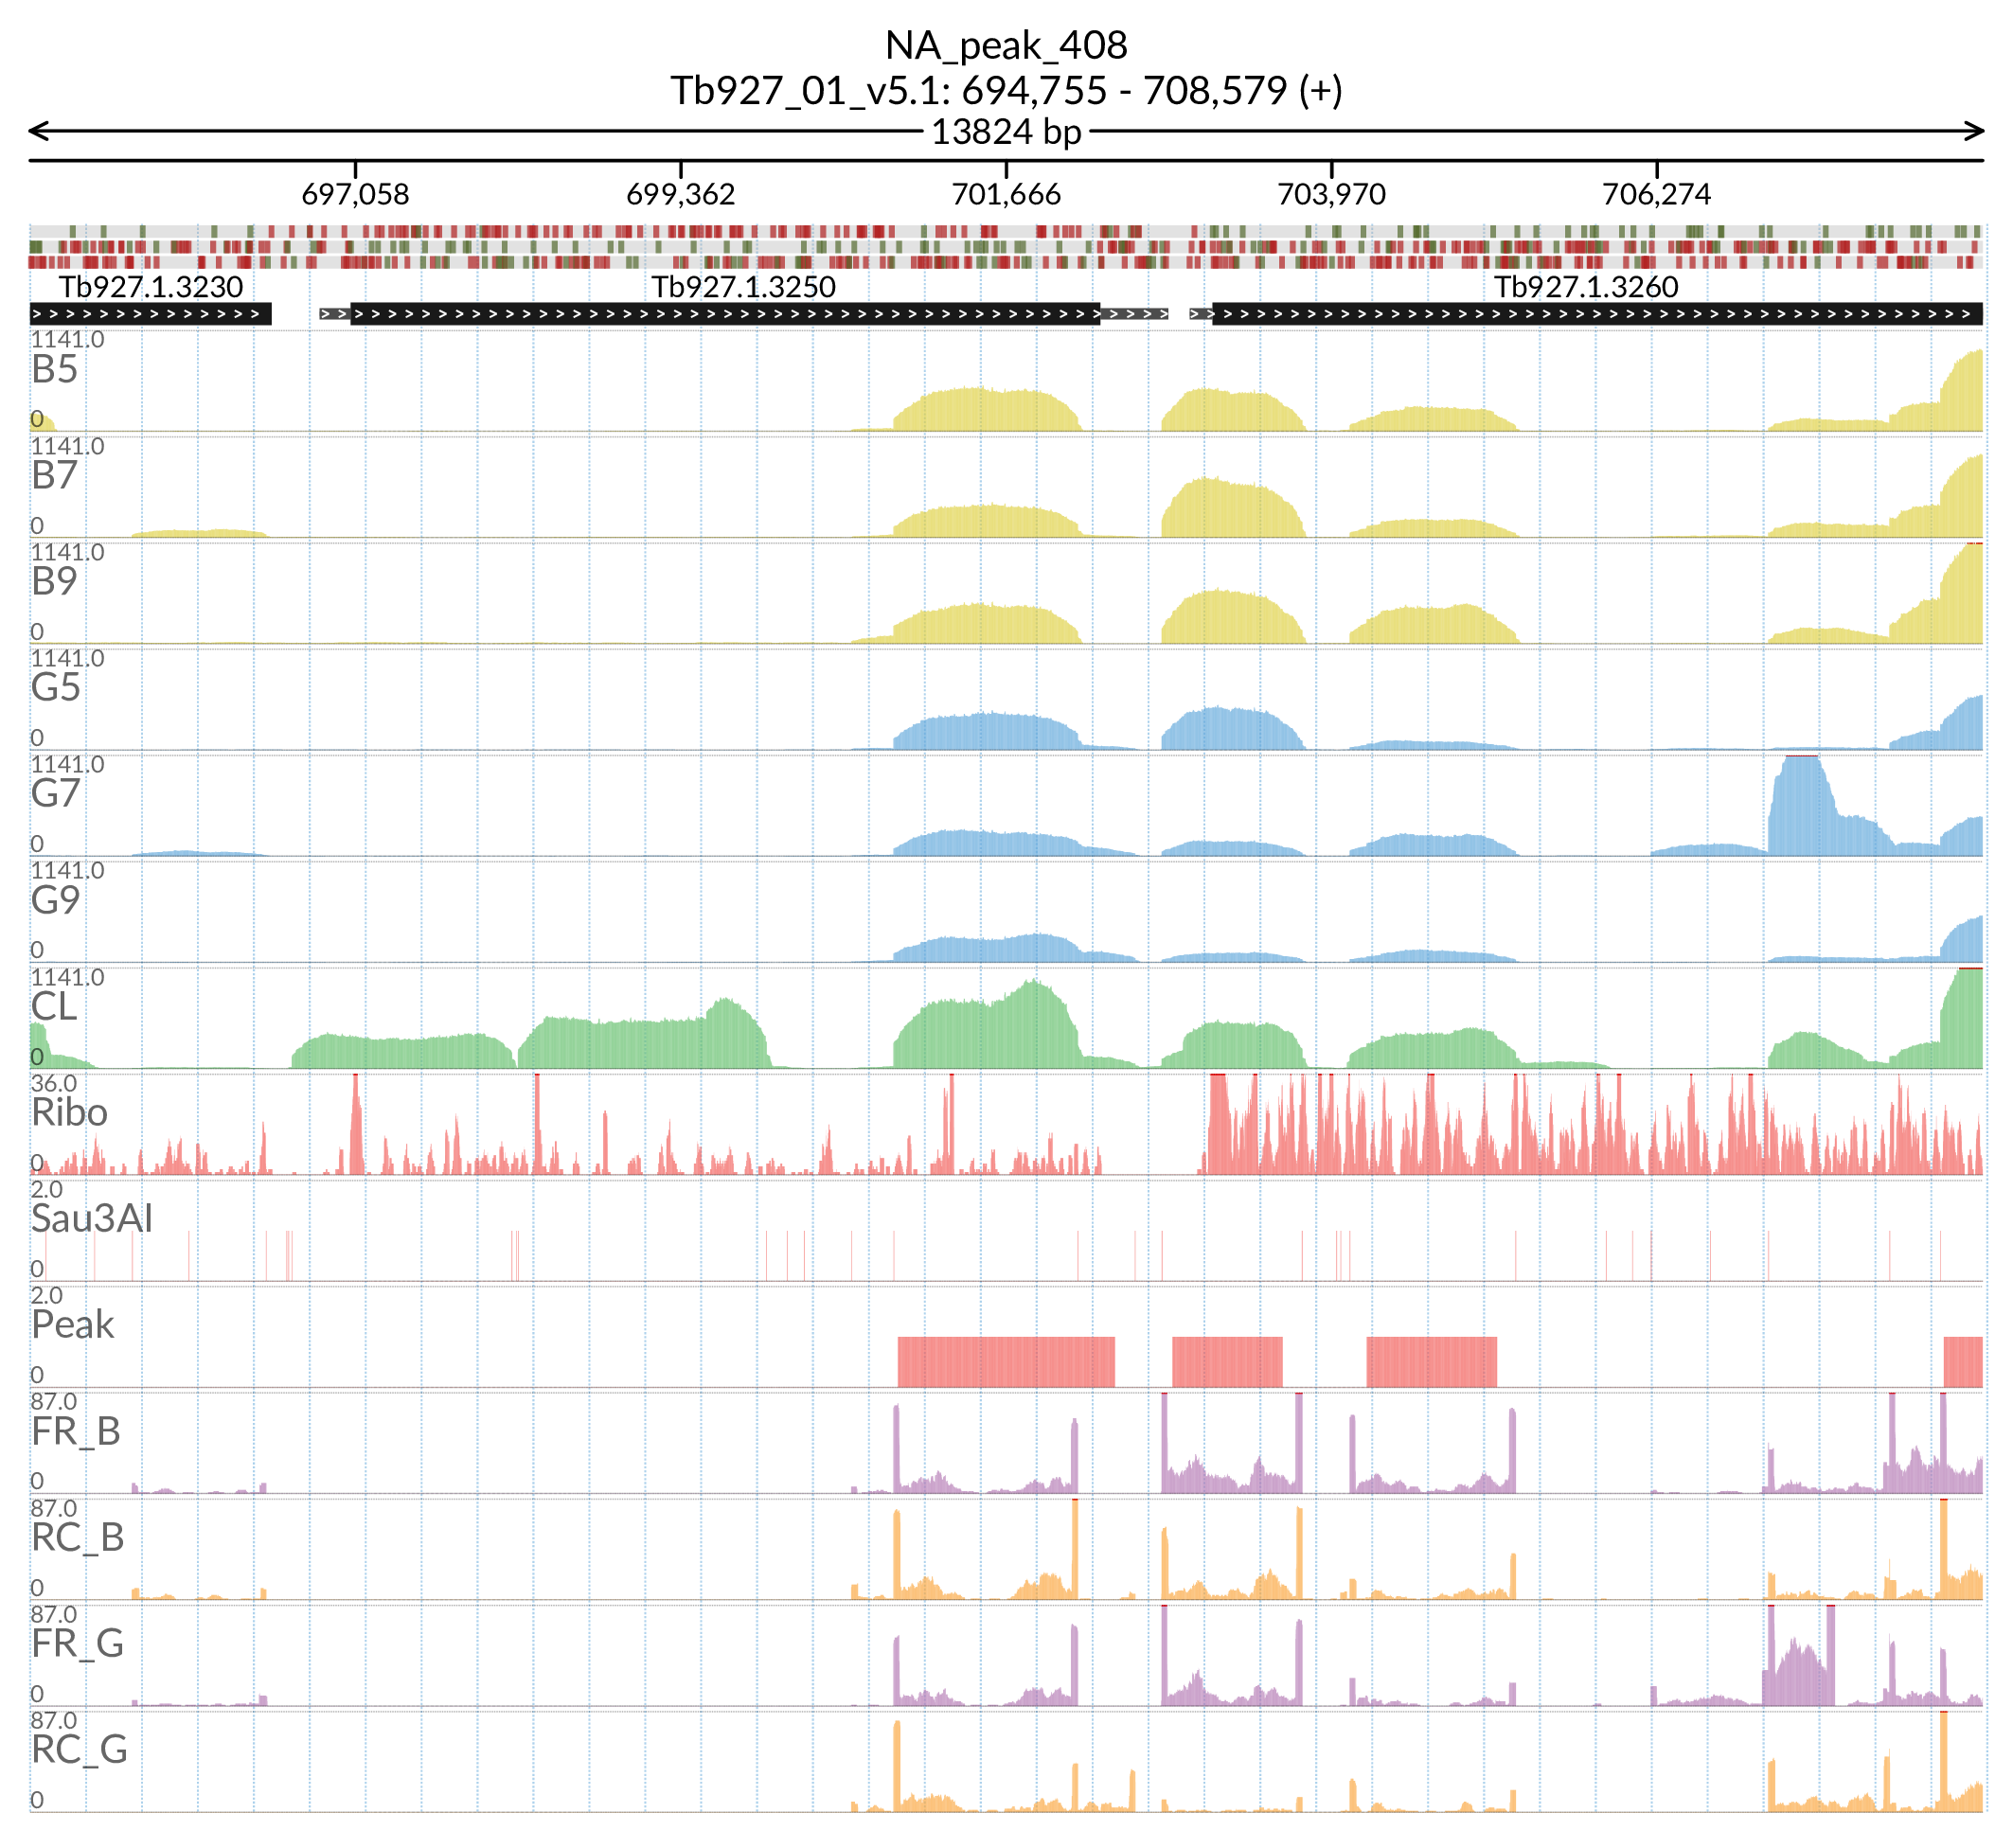 NA_peak_408
Tb927_01_v5.1: 694,755 - 708,579 (+)
13824 bp
697,058 699,362 701,666 703,970 706,274
Tb927.1.3230 Tb927.1.3250 Tb927.1.3260
1141.0
B5
0
1141.0
B7
0
1141.0
B9
0
1141.0
G5
0
1141.0
G7
0
1141.0
G9
0
1141.0
CL
0
36.0
Ribo
0
2.0
Sau3AI
0
2.0
Peak
0
87.0
FR_B
0
87.0
RC_B
0
87.0
FR_G
0
87.0
RC_G
0